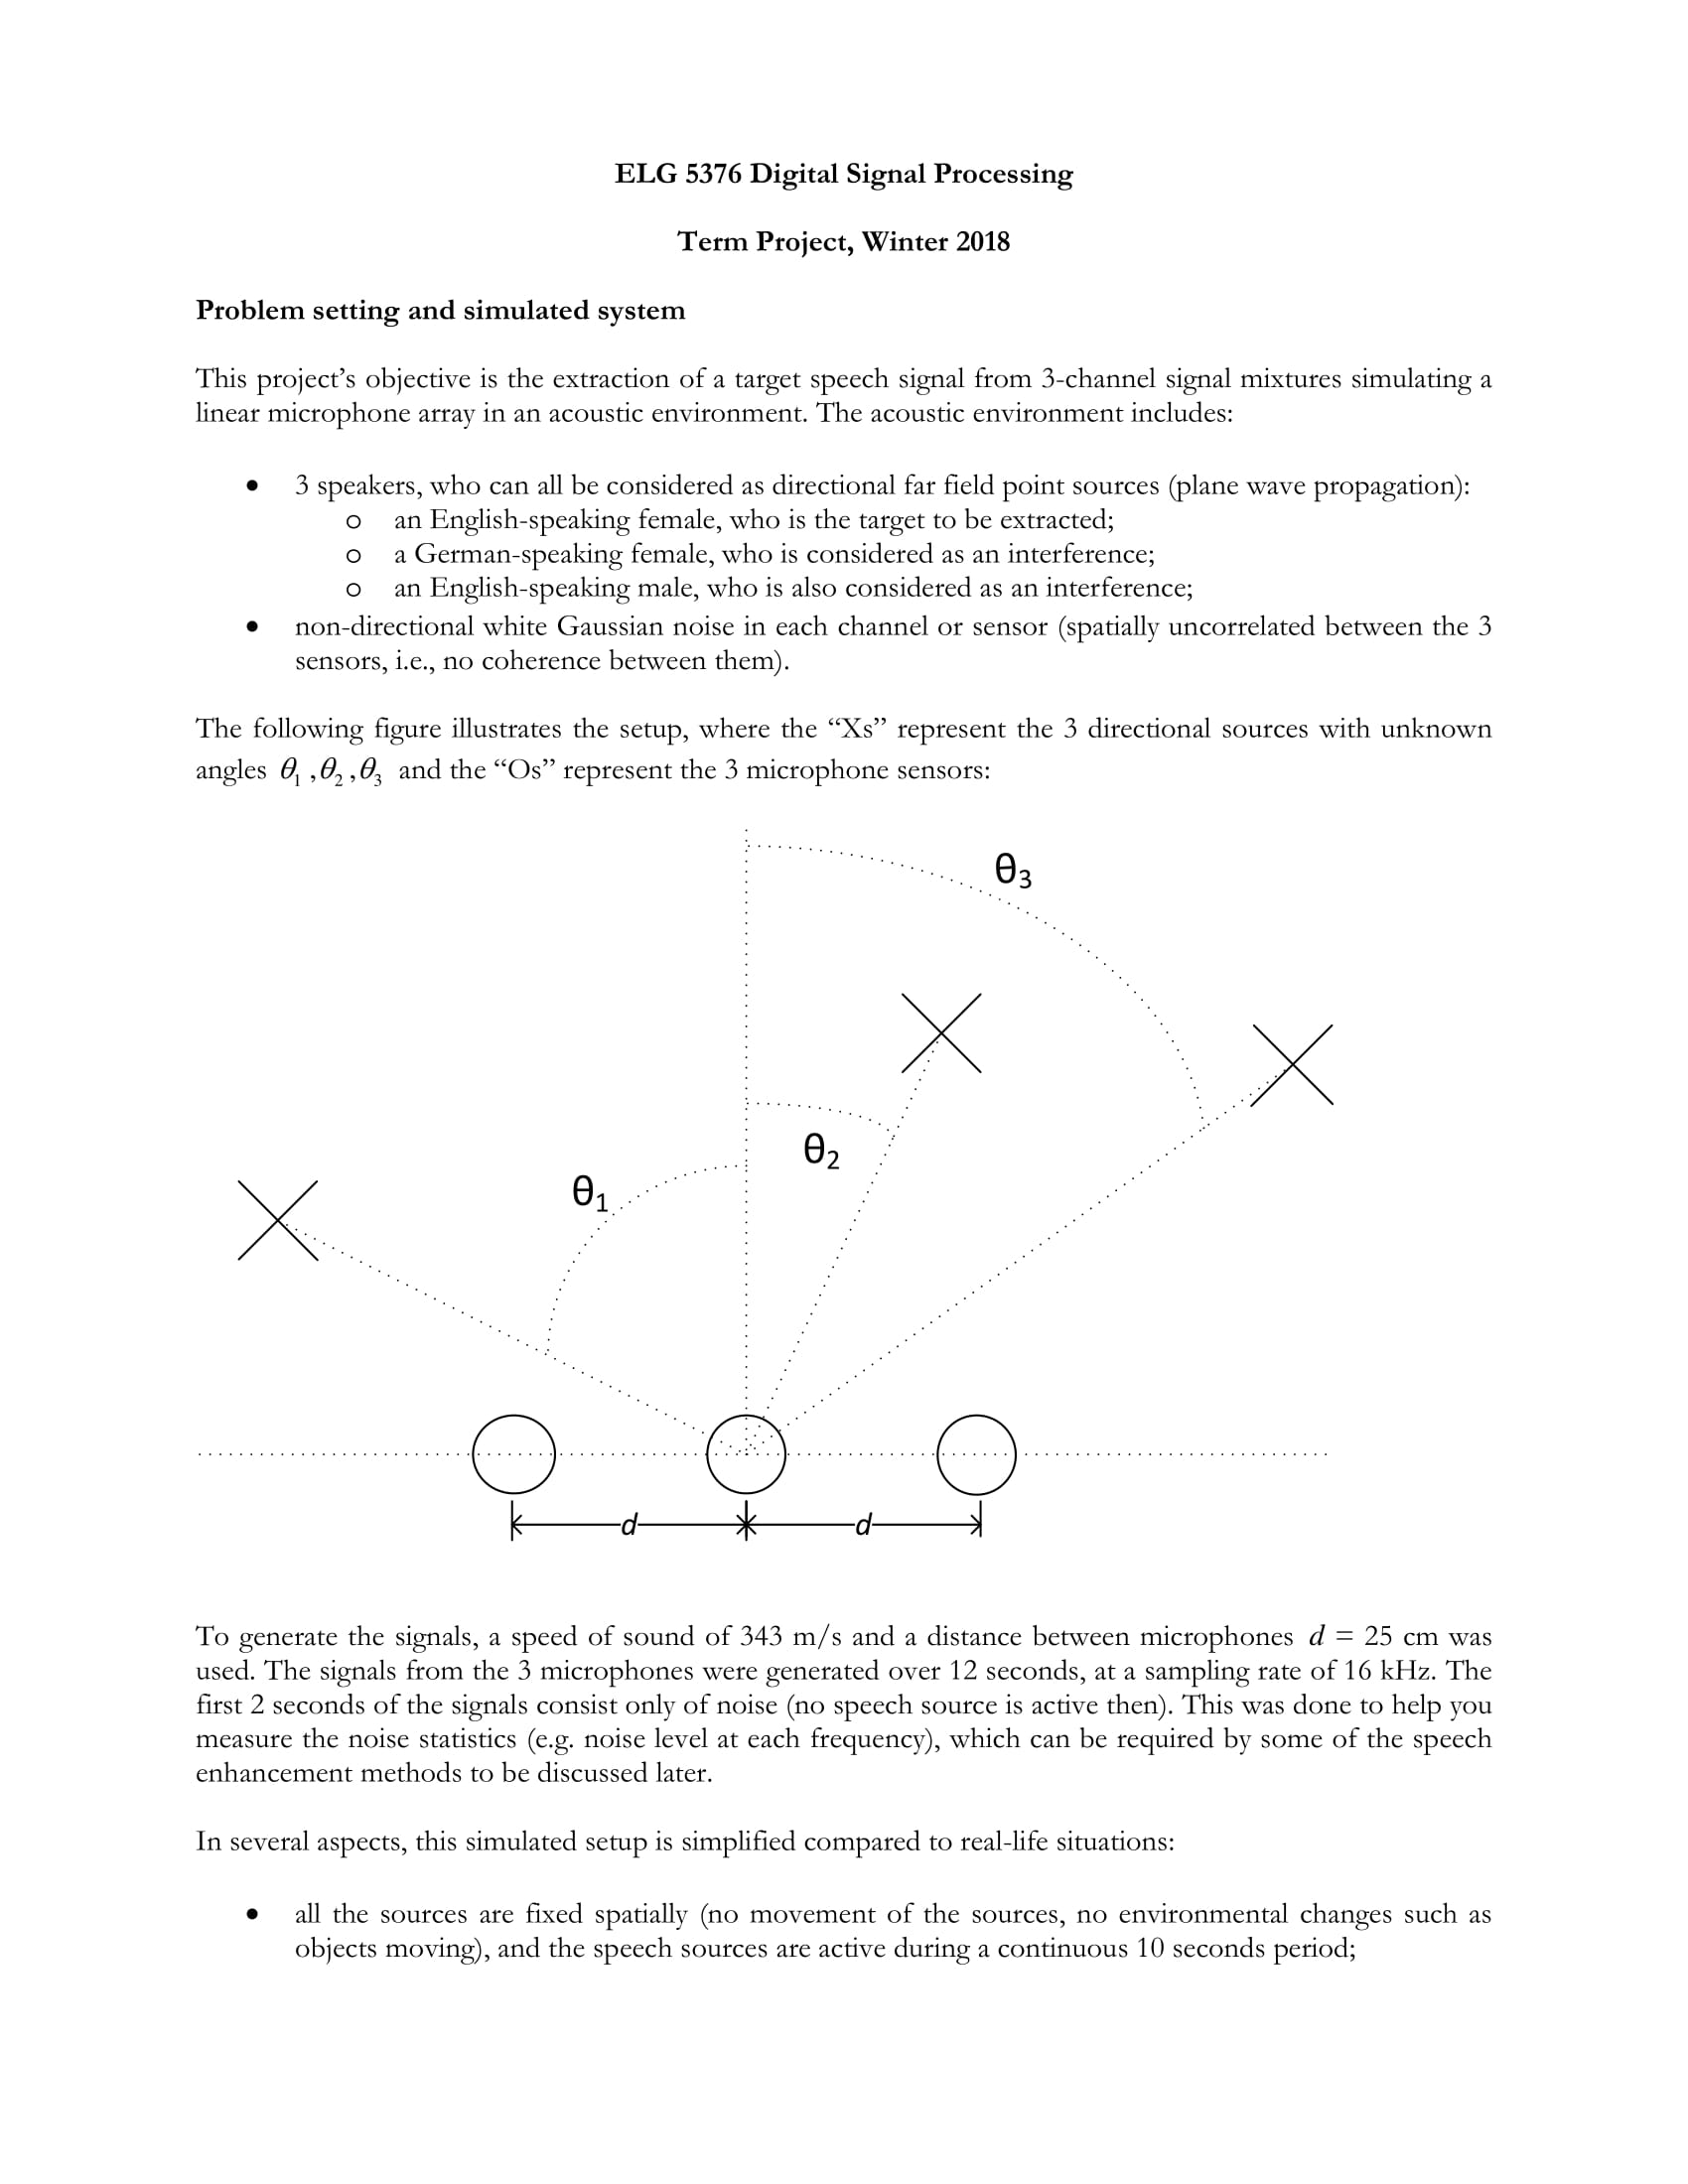 ELG 5376 Digital Signal Processing
Term Project, Winter 2018
Problem setting and simulated system
This project’s objective is the extraction of a target speech signal from 3-channel signal mixtures simulating a
linear microphone array in an acoustic environment. The acoustic environment includes:
• 3 speakers, who can all be considered as directional far field point sources (plane wave propagation):
o an English-speaking female, who is the target to be extracted;
o a German-speaking female, who is considered as an interference;
o an English-speaking male, who is also considered as an interference;
• non-directional white Gaussian noise in each channel or sensor (spatially uncorrelated between the 3
sensors, i.e., no coherence between them).
The following figure illustrates the setup, where the “Xs” represent the 3 directional sources with unknown
angles θ₁ ,θ₂ ,θ₃ and the “Os” represent the 3 microphone sensors:
θ₃
θ₂
θ₁
d d
To generate the signals, a speed of sound of 343 m/s and a distance between microphones d = 25 cm was
used. The signals from the 3 microphones were generated over 12 seconds, at a sampling rate of 16 kHz. The
first 2 seconds of the signals consist only of noise (no speech source is active then). This was done to help you
measure the noise statistics (e.g. noise level at each frequency), which can be required by some of the speech
enhancement methods to be discussed later.
In several aspects, this simulated setup is simplified compared to real-life situations:
• all the sources are fixed spatially (no movement of the sources, no environmental changes such as
objects moving), and the speech sources are active during a continuous 10 seconds period;